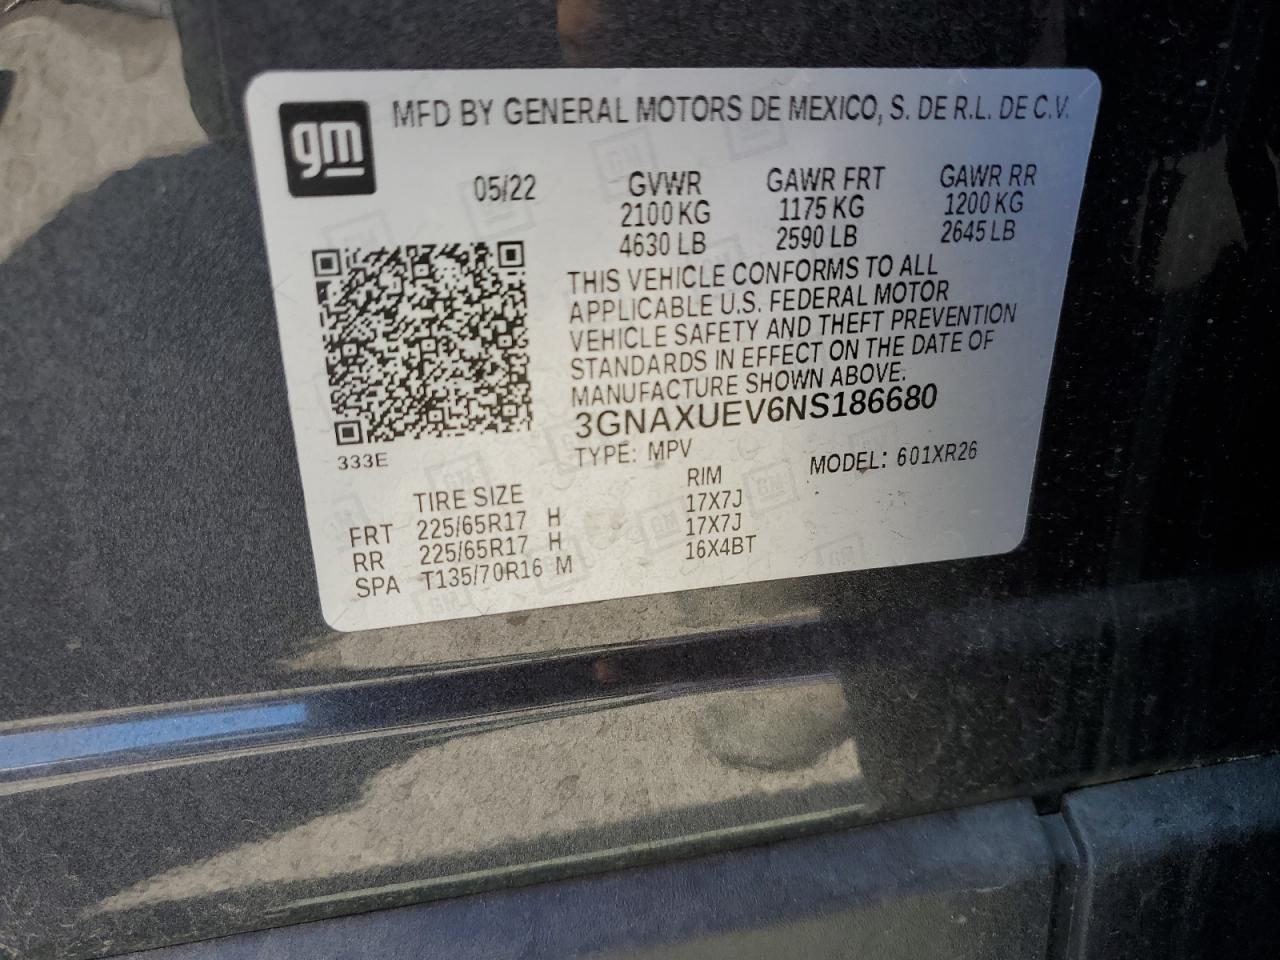 gm
MFD BY GENERAL MOTORS DE MEXICO, S. DE R.L. DE C.V.
05/22 GVWR GAWR FRT GAWR RR
2100 KG 1175 KG 1200 KG
4630 LB 2590 LB 2645 LB
THIS VEHICLE CONFORMS TO ALL
APPLICABLE U.S. FEDERAL MOTOR
VEHICLE SAFETY AND THEFT PREVENTION
STANDARDS IN EFFECT ON THE DATE OF
MANUFACTURE SHOWN ABOVE.
3GNAXUEV6NS186680
333E
TYPE: MPV MODEL: 601XR26
TIRE SIZE RIM
FRT 225/65R17 H 17X7J
RR 225/65R17 H 17X7J
SPA T135/70R16 M 16X4BT